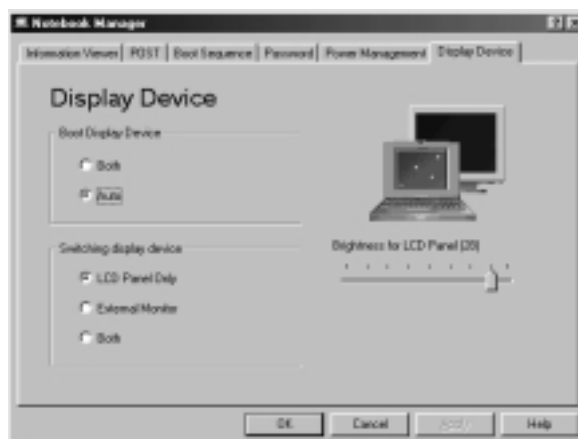 Notebook Manager
Information Viewer POST Boot Sequence Password Power Management Display Device
Display Device
Boot Display Device
Both
Auto
Brightness for LCD Panel (28)
Switching display device
LCD Panel Only
External Monitor
Both
OK Cancel Apply Help